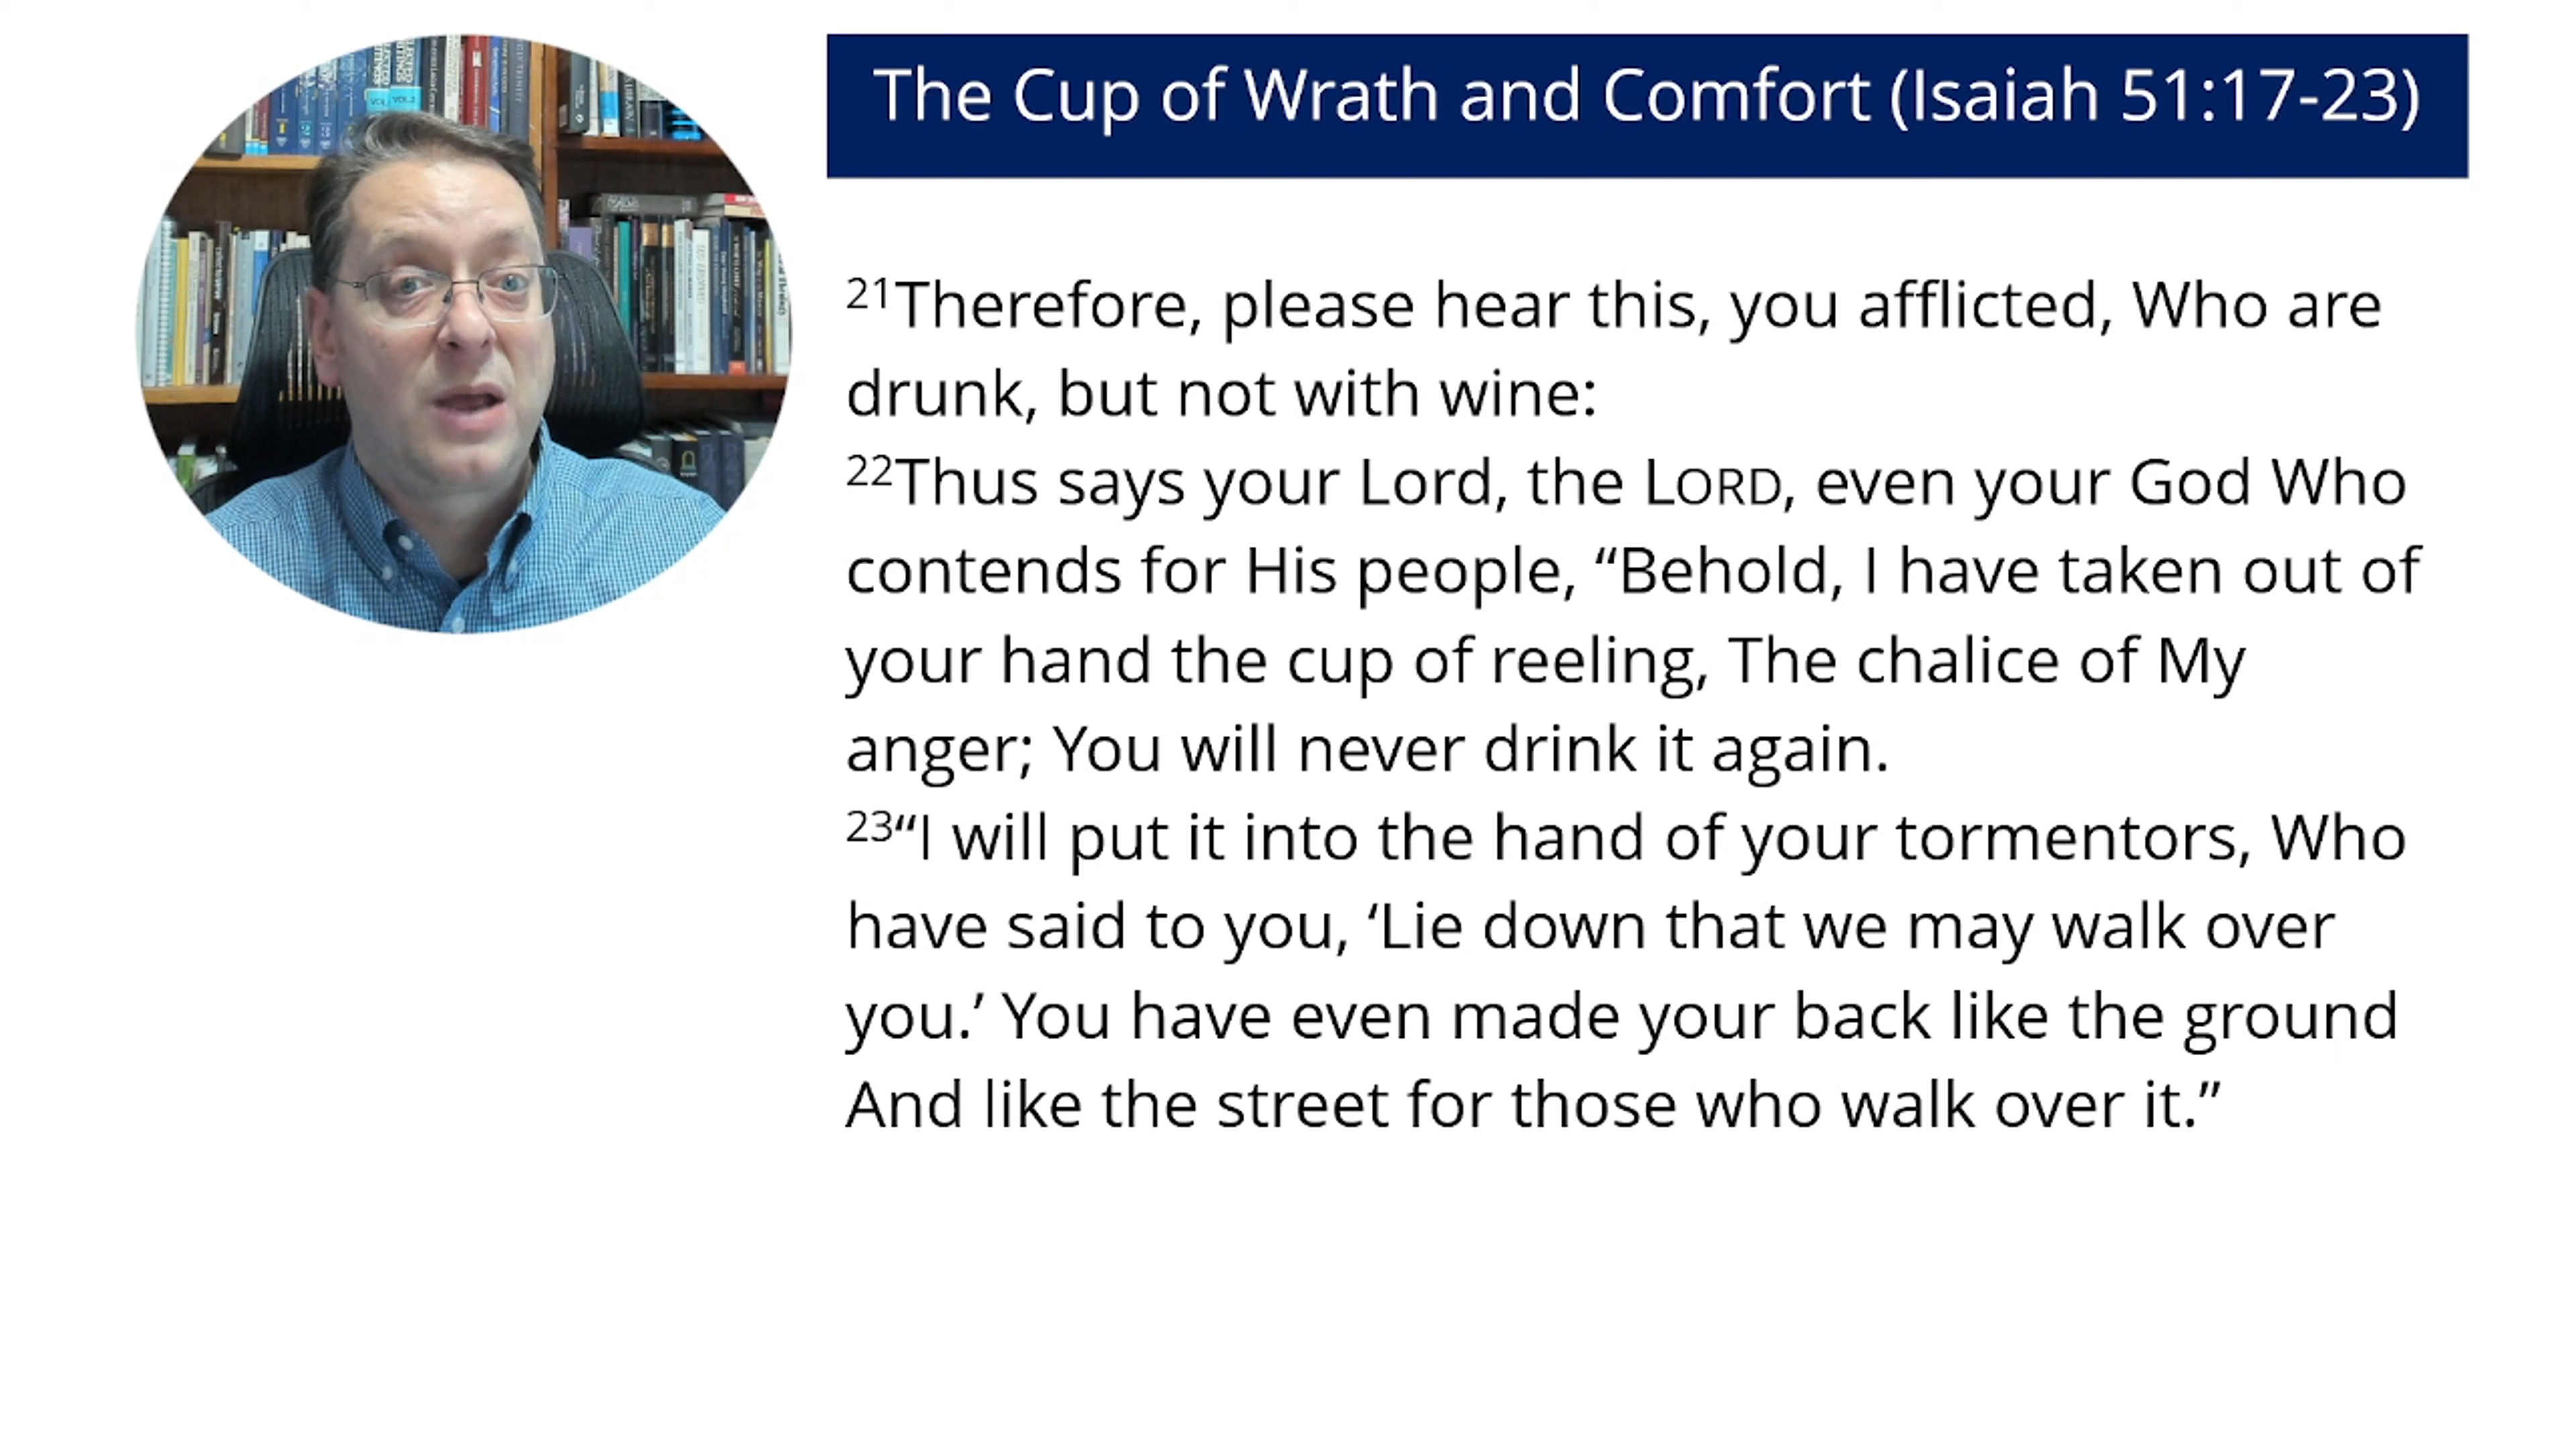 The Cup of Wrath and Comfort (Isaiah 51:17-23)
21Therefore, please hear this, you afflicted, Who are
drunk, but not with wine:
22Thus says your Lord, the LORD, even your God Who
contends for His people, “Behold, I have taken out of
your hand the cup of reeling, The chalice of My
anger; You will never drink it again.
23“I will put it into the hand of your tormentors, Who
have said to you, ‘Lie down that we may walk over
you.’ You have even made your back like the ground
And like the street for those who walk over it.”